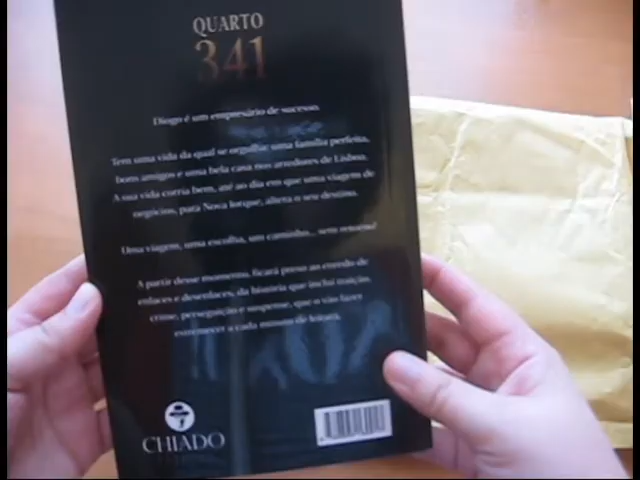 QUARTO
341
Diogo é um empresário de sucesso.
Tem uma vida da qual se orgulha: uma família perfeita,
bons amigos e uma bela casa nos arredores de Lisboa.
A sua vida corria bem, até ao dia em que uma viagem de
negócios, para Nova Iorque, altera o seu destino.
Uma viagem, uma escolha, um caminho... sem retorno?
A partir desse momento, ficará preso ao enredo de
enlaces e desenlaces, da história que inclui traição,
crime, perseguição e suspense, que o vão fazer
estremecer a cada minuto de leitura.
CHIADO